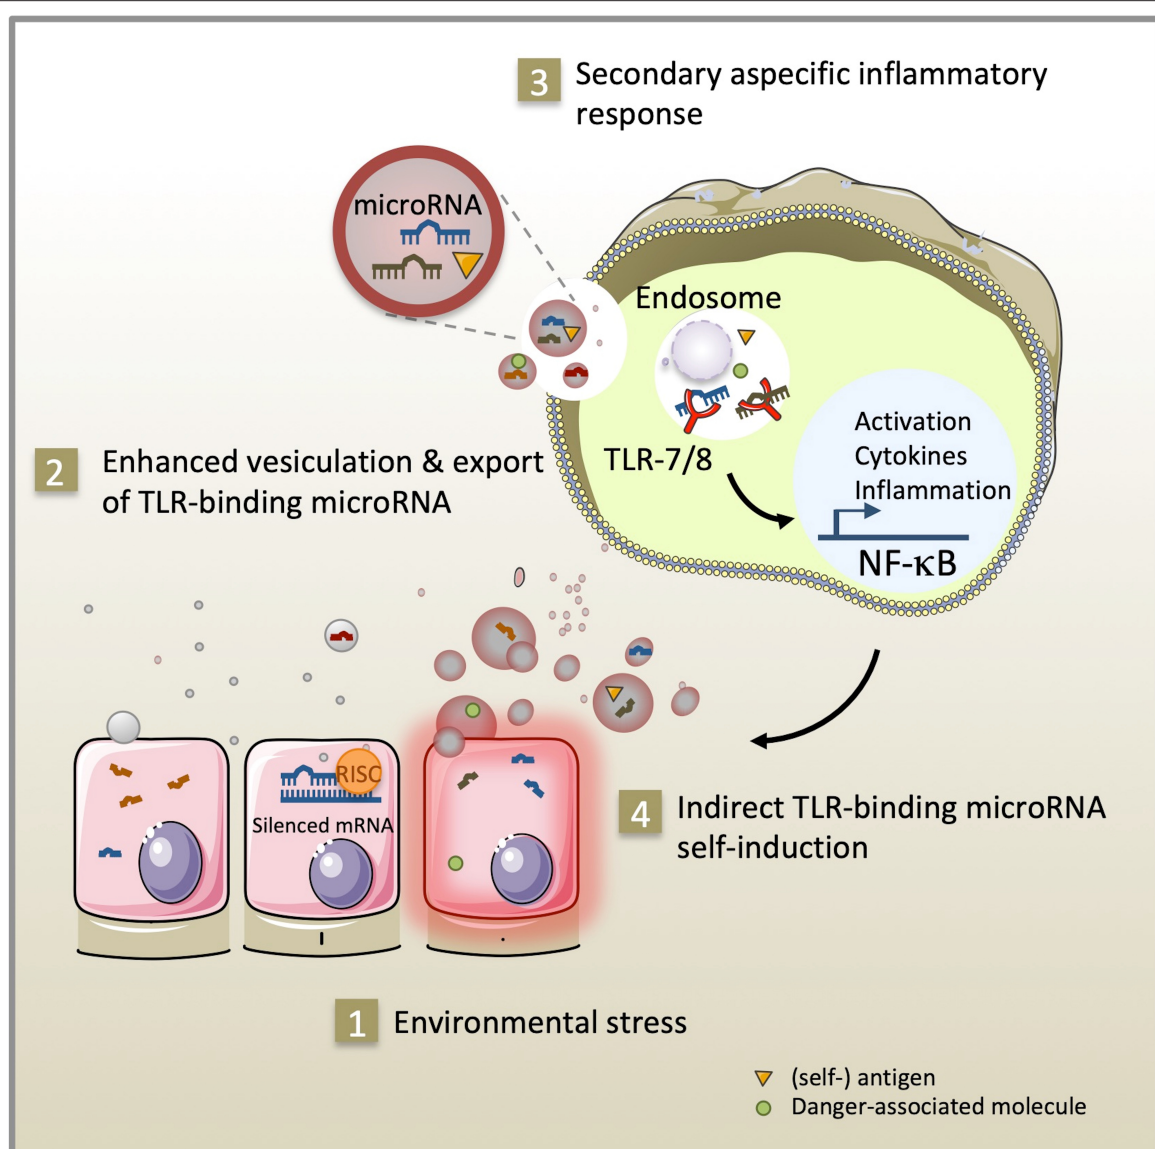 3
Secondary aspecific inflammatory
response
microRNA
Endosome
TLR-7/8
Activation
Cytokines
Inflammation
NF-κB
2
Enhanced vesiculation & export
of TLR-binding microRNA
RISC
Silenced mRNA
4
Indirect TLR-binding microRNA
self-induction
1
Environmental stress
(self-) antigen
Danger-associated molecule